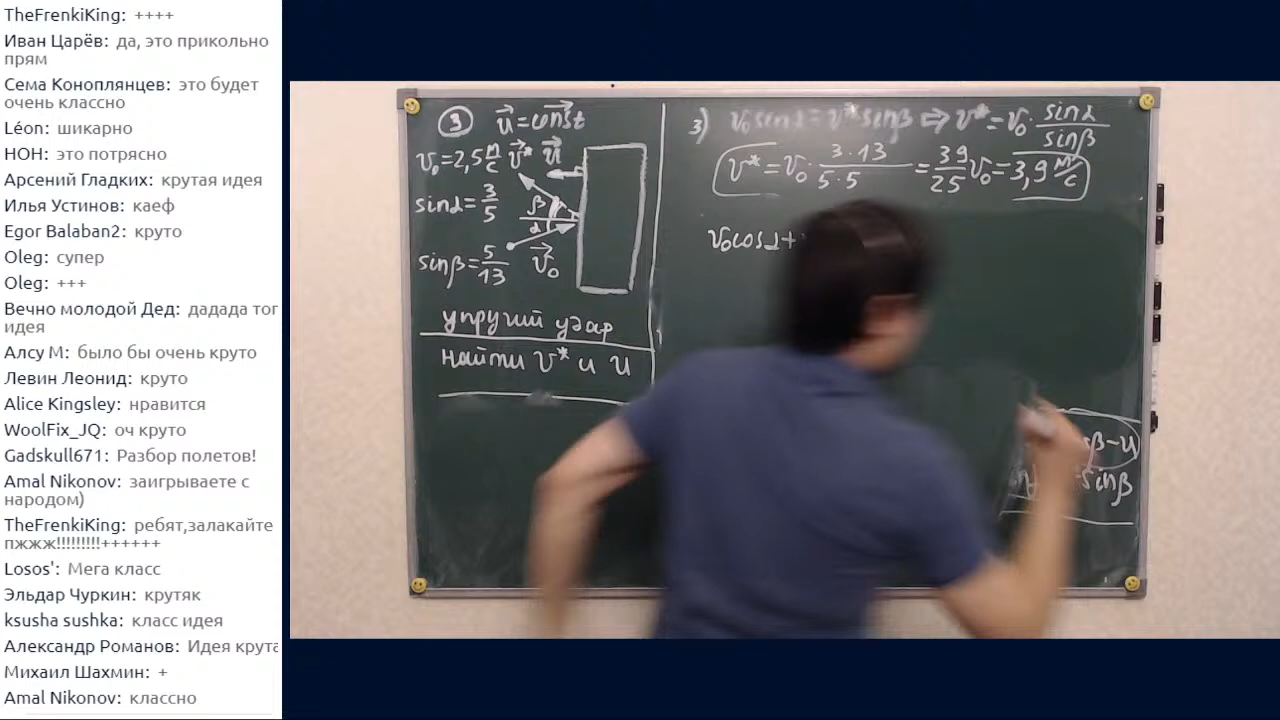 TheFrenkiKing: ++++
Иван Царёв: да, это прикольно
прям
Сема Коноплянцев: это будет
очень классно
Léon: шикарно
НОН: это потрясно
Арсений Гладких: крутая идея
Илья Устинов: каеф
Egor Balaban2: круто
Oleg: супер
Oleg: +++
Вечно молодой Дед: дадада топ
идея
Алсу М: было бы очень круто
Левин Леонид: круто
Alice Kingsley: нравится
WoolFix_JQ: оч круто
Gadskull671: Разбор полетов!
Amal Nikonov: заигрываете с
народом)
TheFrenkiKing: ребят,залакайте
пжжж!!!!!!!!!++++++
Losos': Мега класс
Эльдар Чуркин: крутяк
ksusha sushka: класс идея
Александр Романов: Идея крута
Михаил Шахмин: +
Amal Nikonov: классно
3 u⃗ = const⃗
v₀ = 2,5 м/с v⃗* u⃗
sinα = 3/5 β
α
sinβ = 5/13 v⃗₀
упругий удар
найти v* и u
3) v₀ sinα = v* sinβ ⇒ v* = v₀ · sinα/sinβ
v* = v₀ · 3·13/5·5 = 39/25 v₀ = 3,9 м/с
v₀cosα +
β − u
sinβ